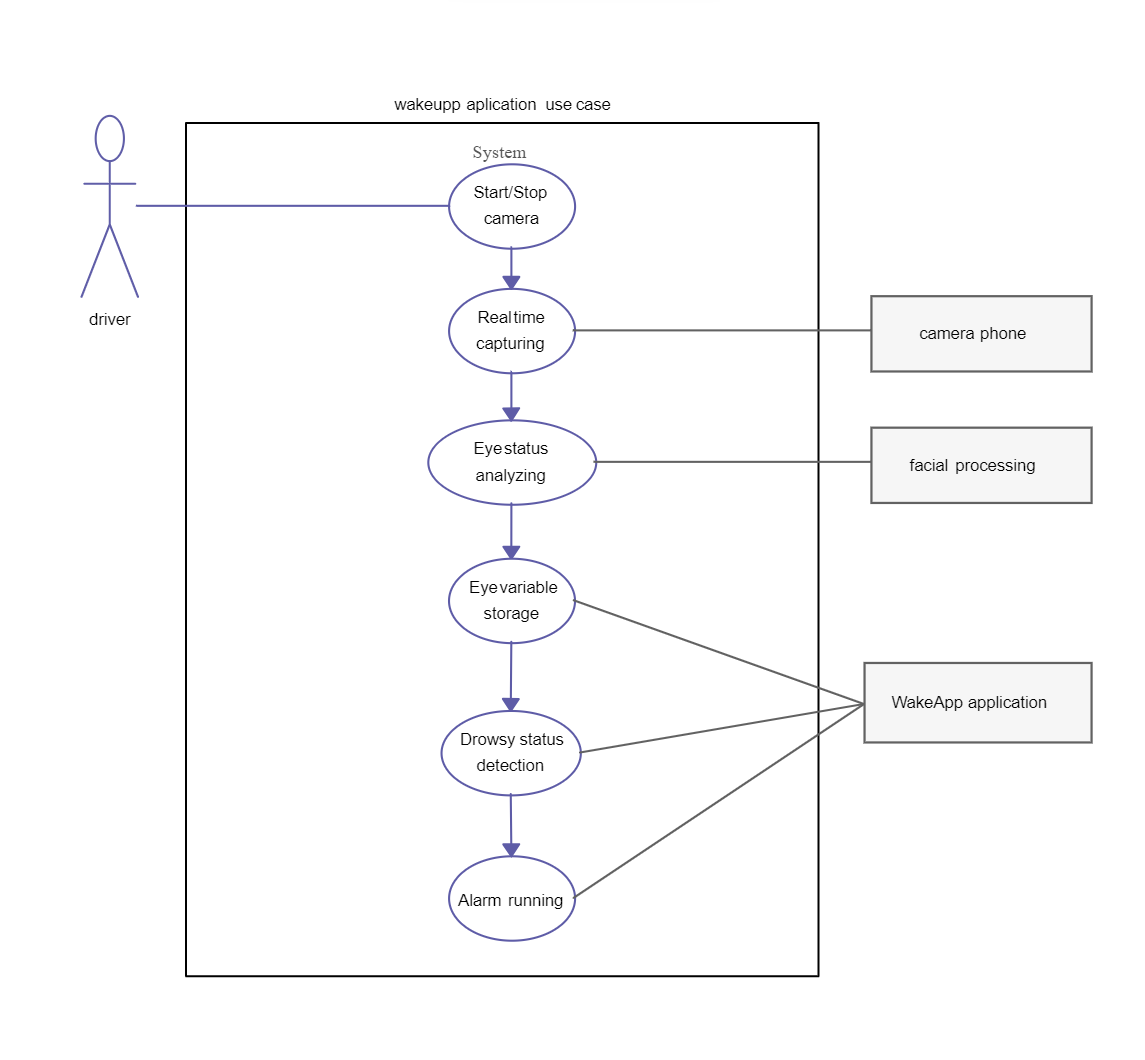 wakeupp aplication use case
System
Start/Stop
camera
driver
Realtime
capturing
camera phone
Eyestatus
analyzing
facial processing
Eyevariable
storage
WakeApp application
Drowsy status
detection
Alarm running